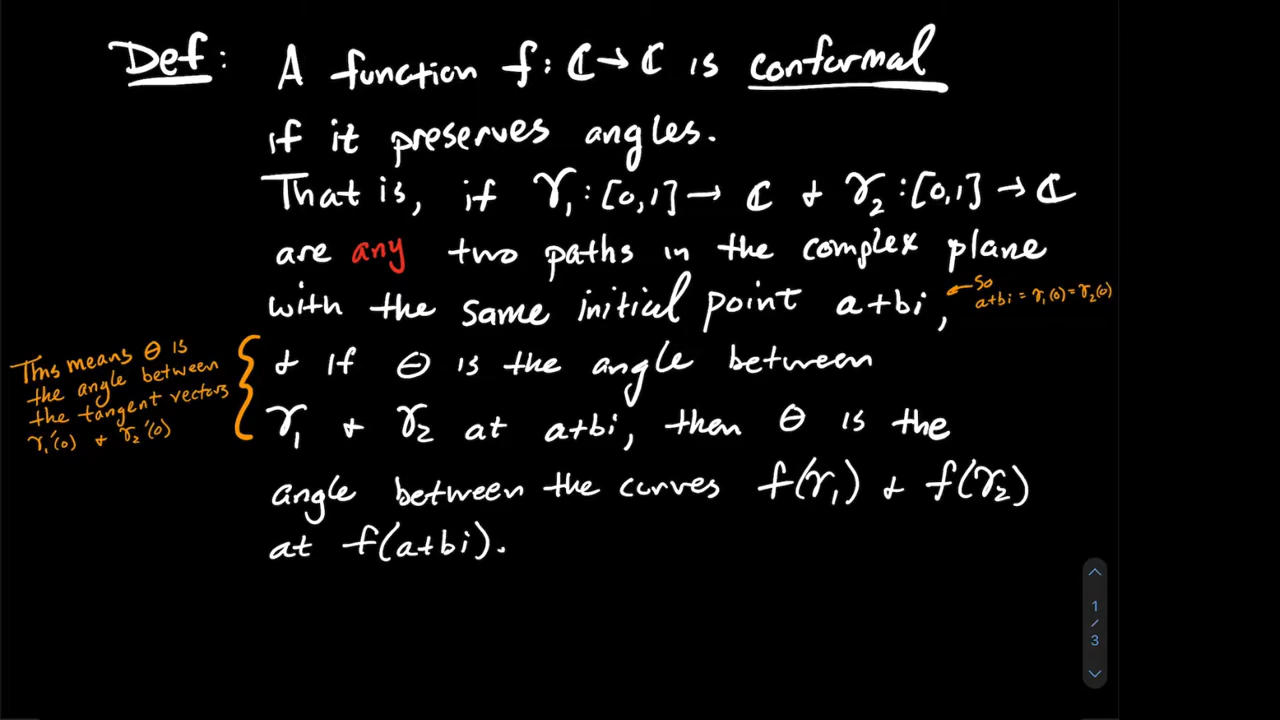 Def: A function f: ℂ→ℂ is conformal
if it preserves angles.
That is, if γ₁:[0,1]→ ℂ & γ₂:[0,1]→ℂ
are any two paths in the complex plane
with the same initial point a+bi,
← So
a+bi = γ₁(0)=γ₂(0)
& if θ is the angle between
γ₁ & γ₂ at a+bi, then θ is the
This means θ is
the angle between
the tangent vectors
γ₁'(0) & γ₂'(0)
angle between the curves f(γ₁) & f(γ₂)
at f(a+bi).
1
/
3